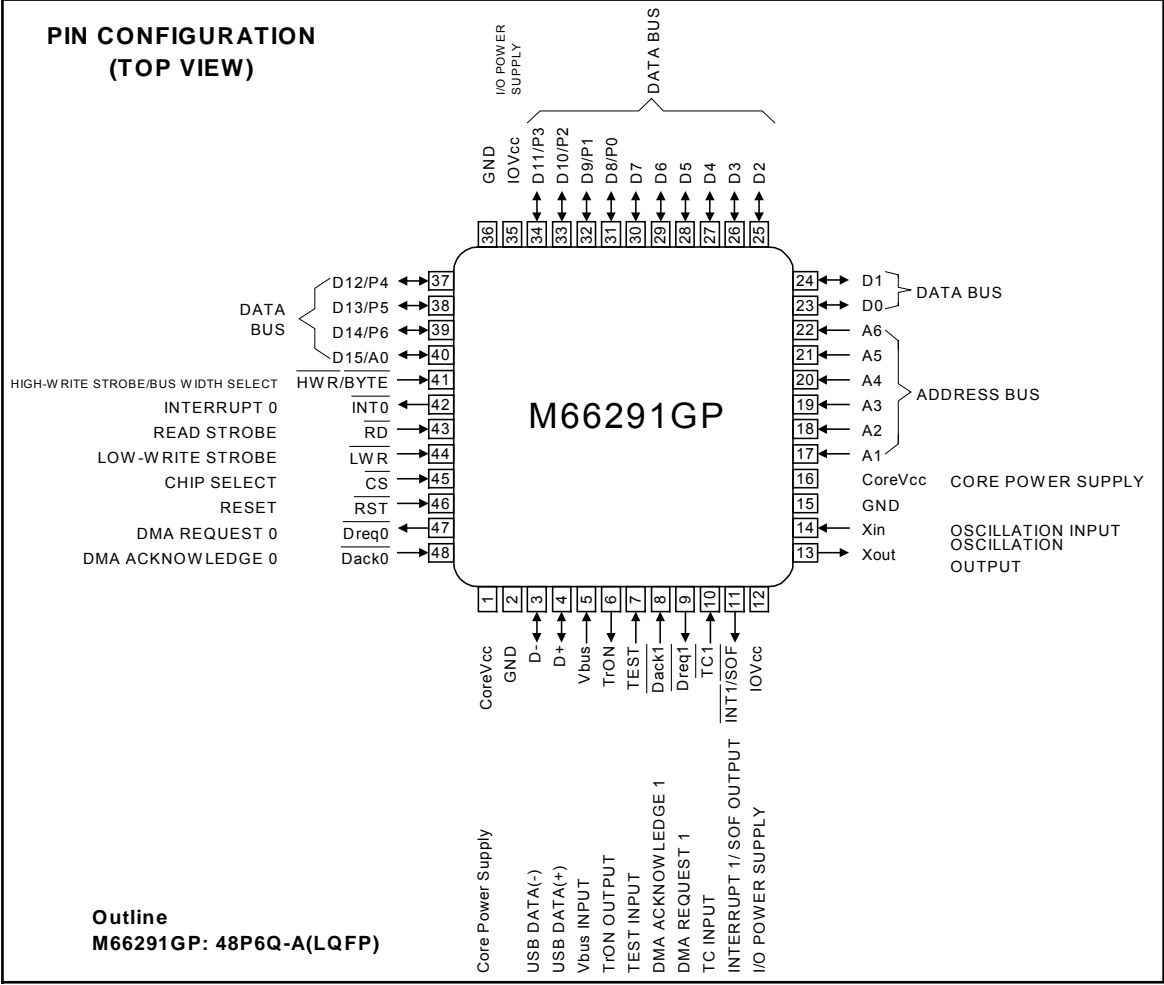 PIN CONFIGURATION
(TOP VIEW)
I/O POWER
SUPPLY
DATA BUS
GND
IOVcc
D11/P3
D10/P2
D9/P1
D8/P0
D7
D6
D5
D4
D3
D2
36
35
34
33
32
31
30
29
28
27
26
25
DATA
BUS
D12/P4 37
D13/P5 38
D14/P6 39
D15/A0 40
HIGH-WRITE STROBE/BUS WIDTH SELECT HWR/BYTE 41
INTERRUPT 0 INT0 42
READ STROBE RD 43
LOW-WRITE STROBE LWR 44
CHIP SELECT CS 45
RESET RST 46
DMA REQUEST 0 Dreq0 47
DMA ACKNOWLEDGE 0 Dack0 48
M66291GP
24 D1
23 D0
DATA BUS
22 A6
21 A5
20 A4
19 A3
18 A2
17 A1
ADDRESS BUS
16 CoreVcc CORE POWER SUPPLY
15 GND
14 Xin OSCILLATION INPUT
13 Xout OSCILLATION
OUTPUT
1
2
3
4
5
6
7
8
9
10
11
12
CoreVcc
GND
D-
D+
Vbus
TrON
TEST
Dack1
Dreq1
TC1
INT1/SOF
IOVcc
Core Power Supply
USB DATA(-)
USB DATA(+)
Vbus INPUT
TrON OUTPUT
TEST INPUT
DMA ACKNOWLEDGE 1
DMA REQUEST 1
TC INPUT
INTERRUPT 1/ SOF OUTPUT
I/O POWER SUPPLY
Outline
M66291GP: 48P6Q-A(LQFP)